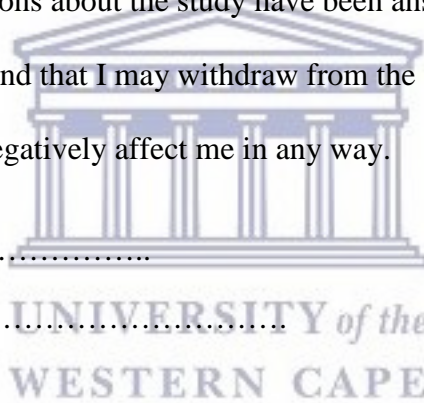 ons about the study have been ans
nd that I may withdraw from the
egatively affect me in any way.
……………..
……………………….
UNIVERSITY of the
WESTERN CAPE